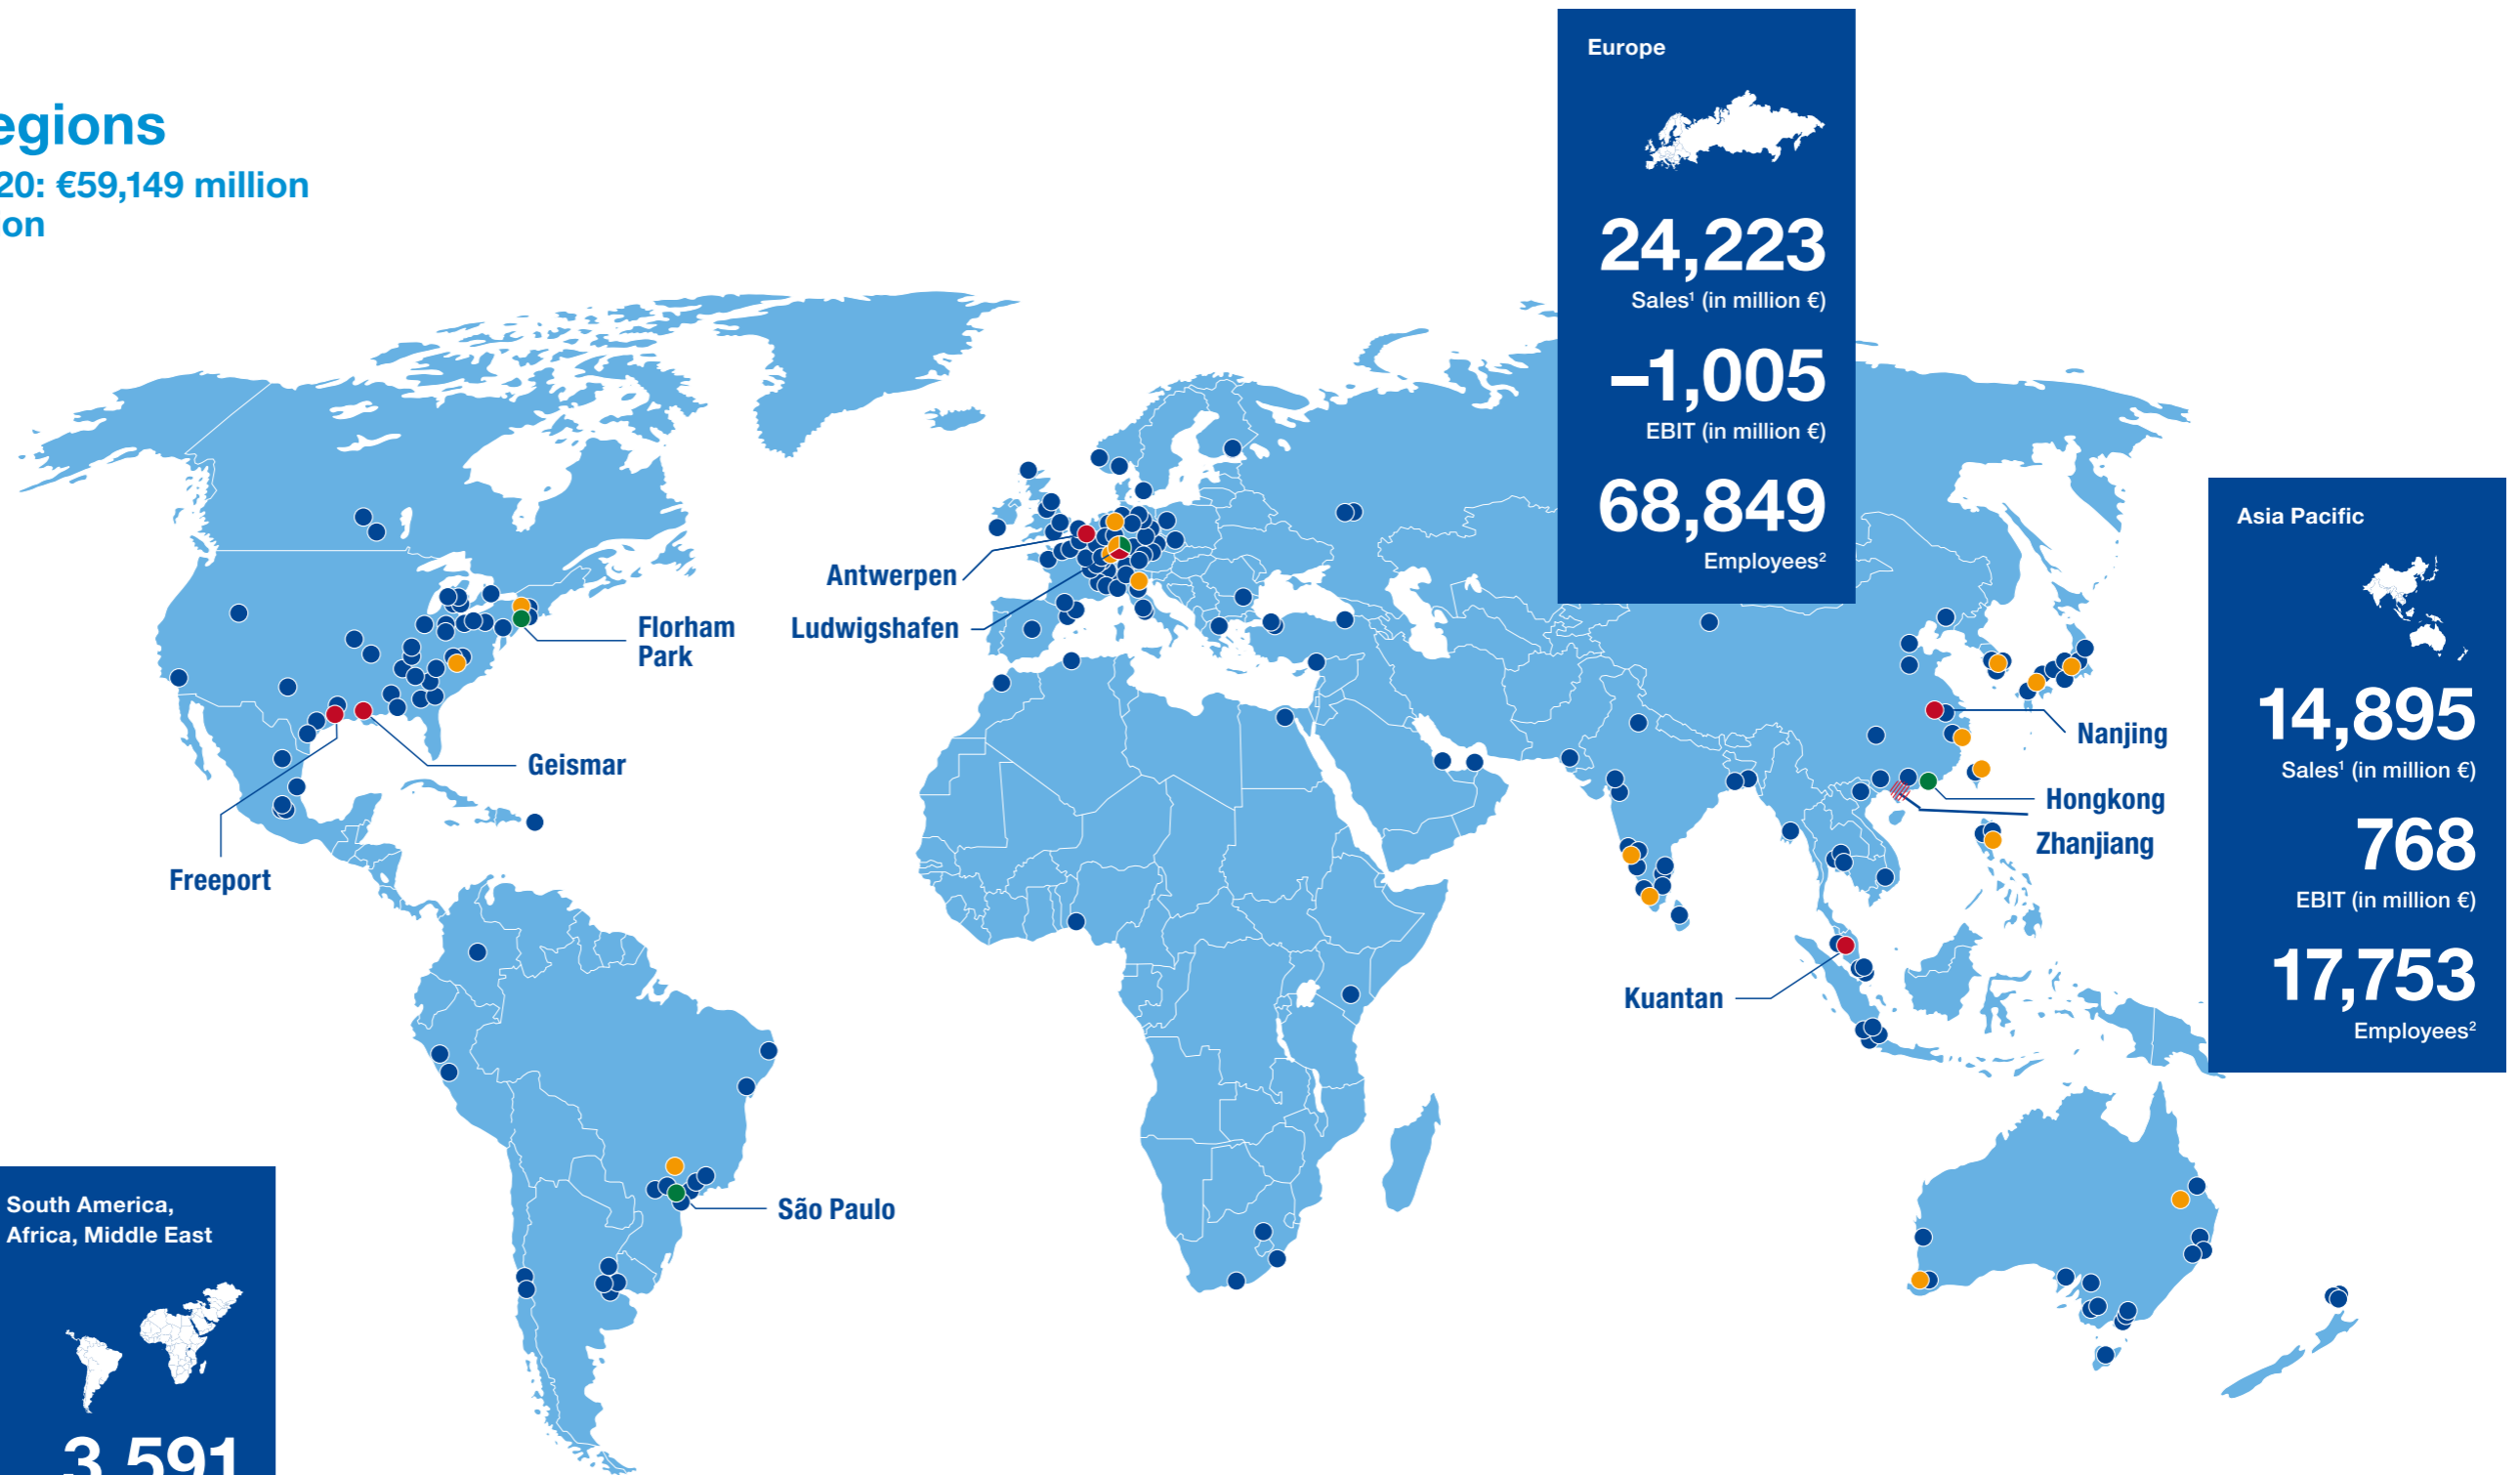 egions
20: €59,149 million
on
Europe
24,223
Sales¹ (in million €)
–1,005
EBIT (in million €)
68,849
Employees²
Asia Pacific
14,895
Sales¹ (in million €)
768
EBIT (in million €)
17,753
Employees²
Antwerpen
Ludwigshafen
Florham
Park
Geismar
Freeport
Nanjing
Hongkong
Zhanjiang
Kuantan
São Paulo
South America,
Africa, Middle East
3,591